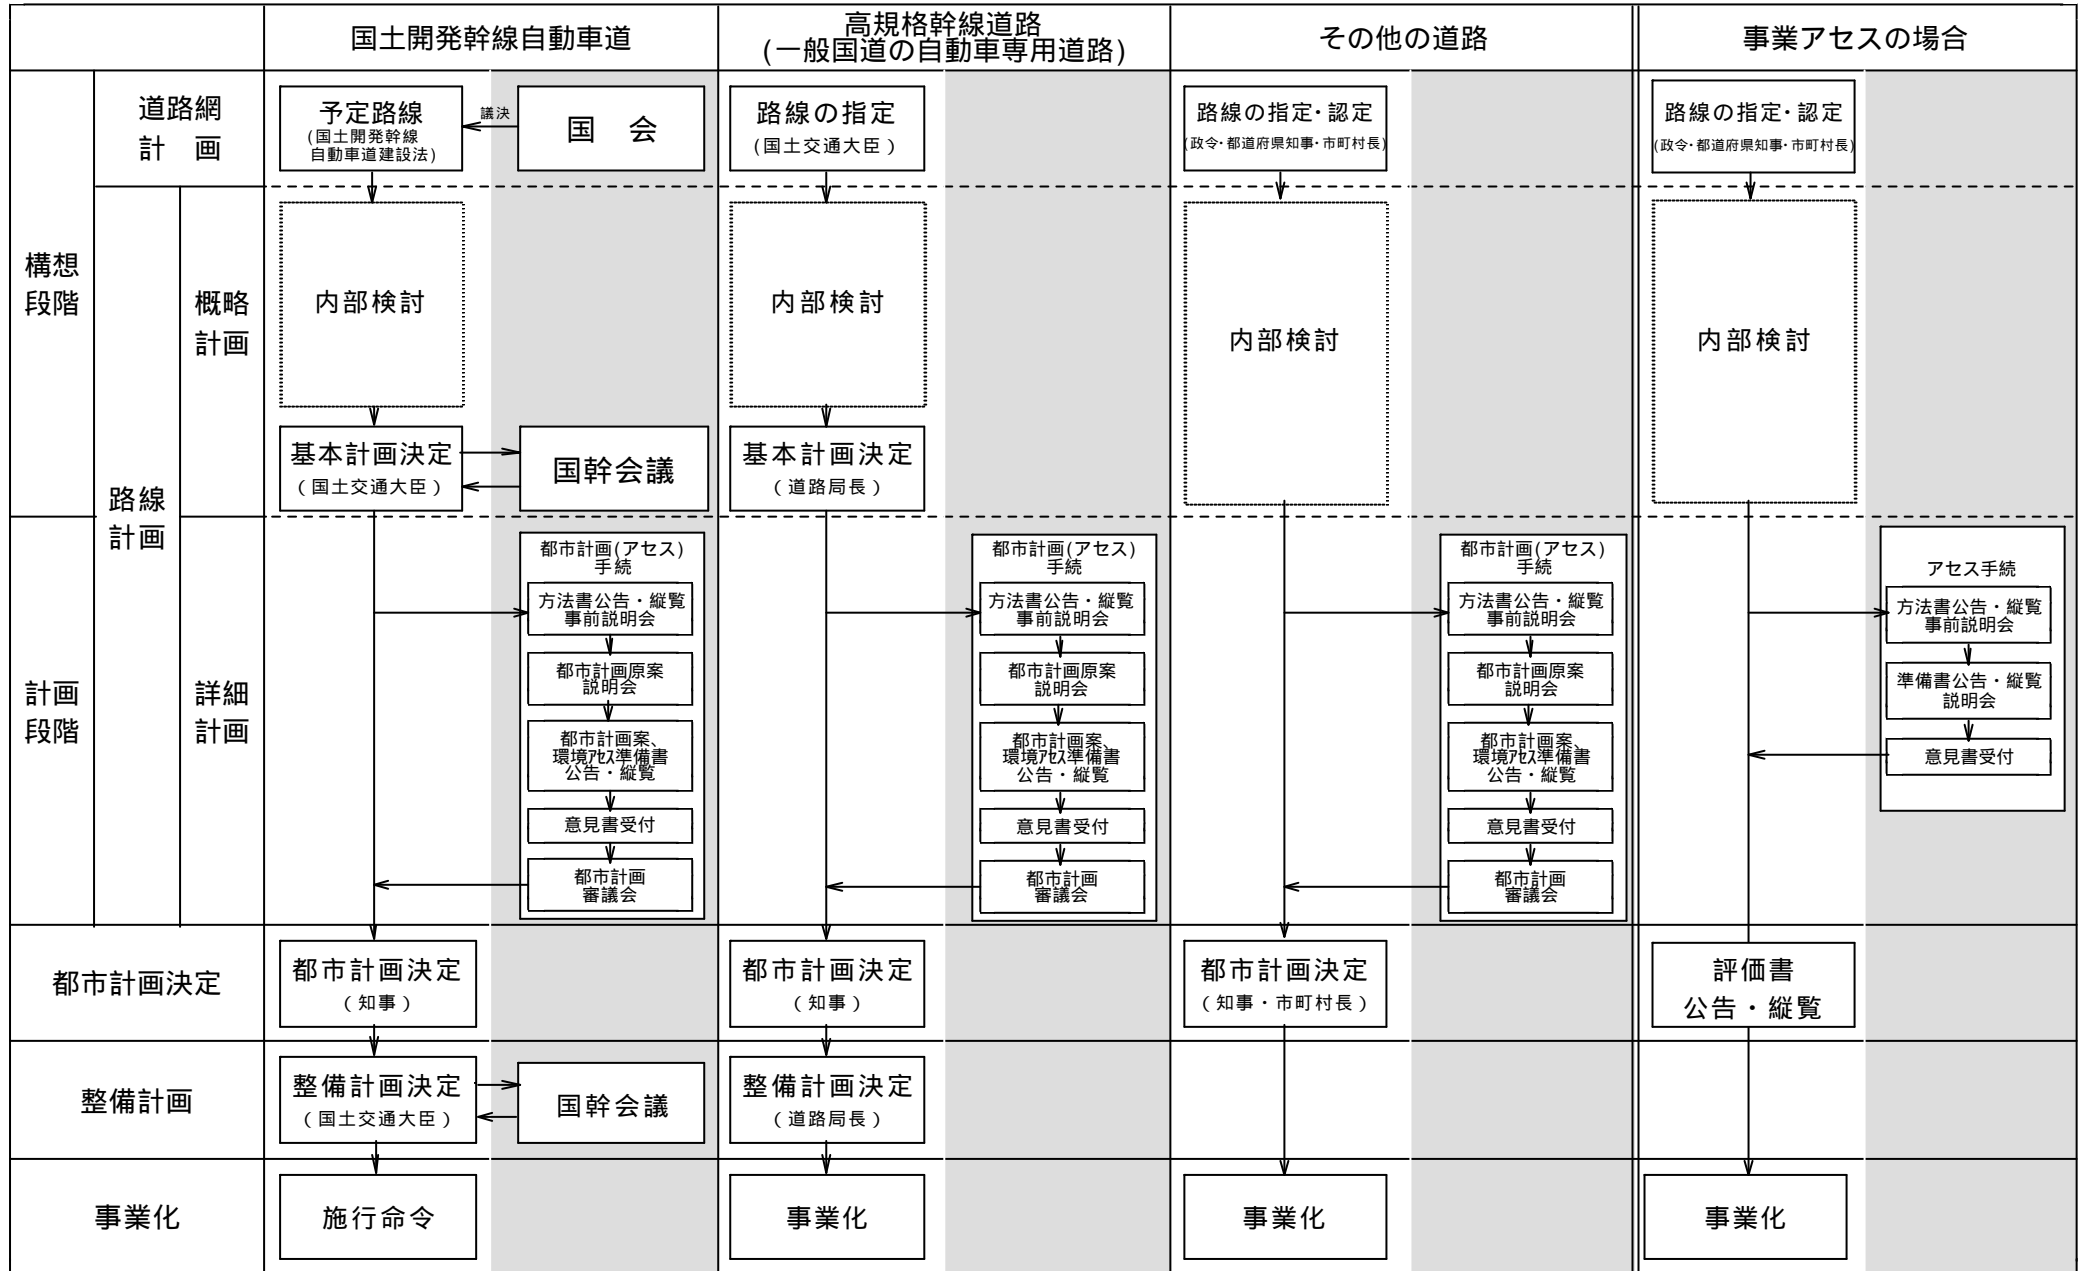 国土開発幹線自動車道
高規格幹線道路
(一般国道の自動車専用道路)
その他の道路
事業アセスの場合
構想
段階
計画
段階
道路網
計　画
路線
計画
概略
計画
詳細
計画
都市計画決定
整備計画
事業化
予定路線
(国土開発幹線
自動車道建設法)
議決
国　会
内部検討
基本計画決定
(国土交通大臣)
国幹会議
都市計画(アセス)
手続
方法書公告・縦覧
事前説明会
都市計画原案
説明会
都市計画案、
環境アセス準備書
公告・縦覧
意見書受付
都市計画
審議会
都市計画決定
(知事)
整備計画決定
(国土交通大臣)
国幹会議
施行命令
路線の指定
(国土交通大臣)
内部検討
基本計画決定
(道路局長)
都市計画(アセス)
手続
方法書公告・縦覧
事前説明会
都市計画原案
説明会
都市計画案、
環境アセス準備書
公告・縦覧
意見書受付
都市計画
審議会
都市計画決定
(知事)
整備計画決定
(道路局長)
事業化
路線の指定・認定
(政令・都道府県知事・市町村長)
内部検討
都市計画(アセス)
手続
方法書公告・縦覧
事前説明会
都市計画原案
説明会
都市計画案、
環境アセス準備書
公告・縦覧
意見書受付
都市計画
審議会
都市計画決定
(知事・市町村長)
事業化
路線の指定・認定
(政令・都道府県知事・市町村長)
内部検討
アセス手続
方法書公告・縦覧
事前説明会
準備書公告・縦覧
説明会
意見書受付
評価書
公告・縦覧
事業化